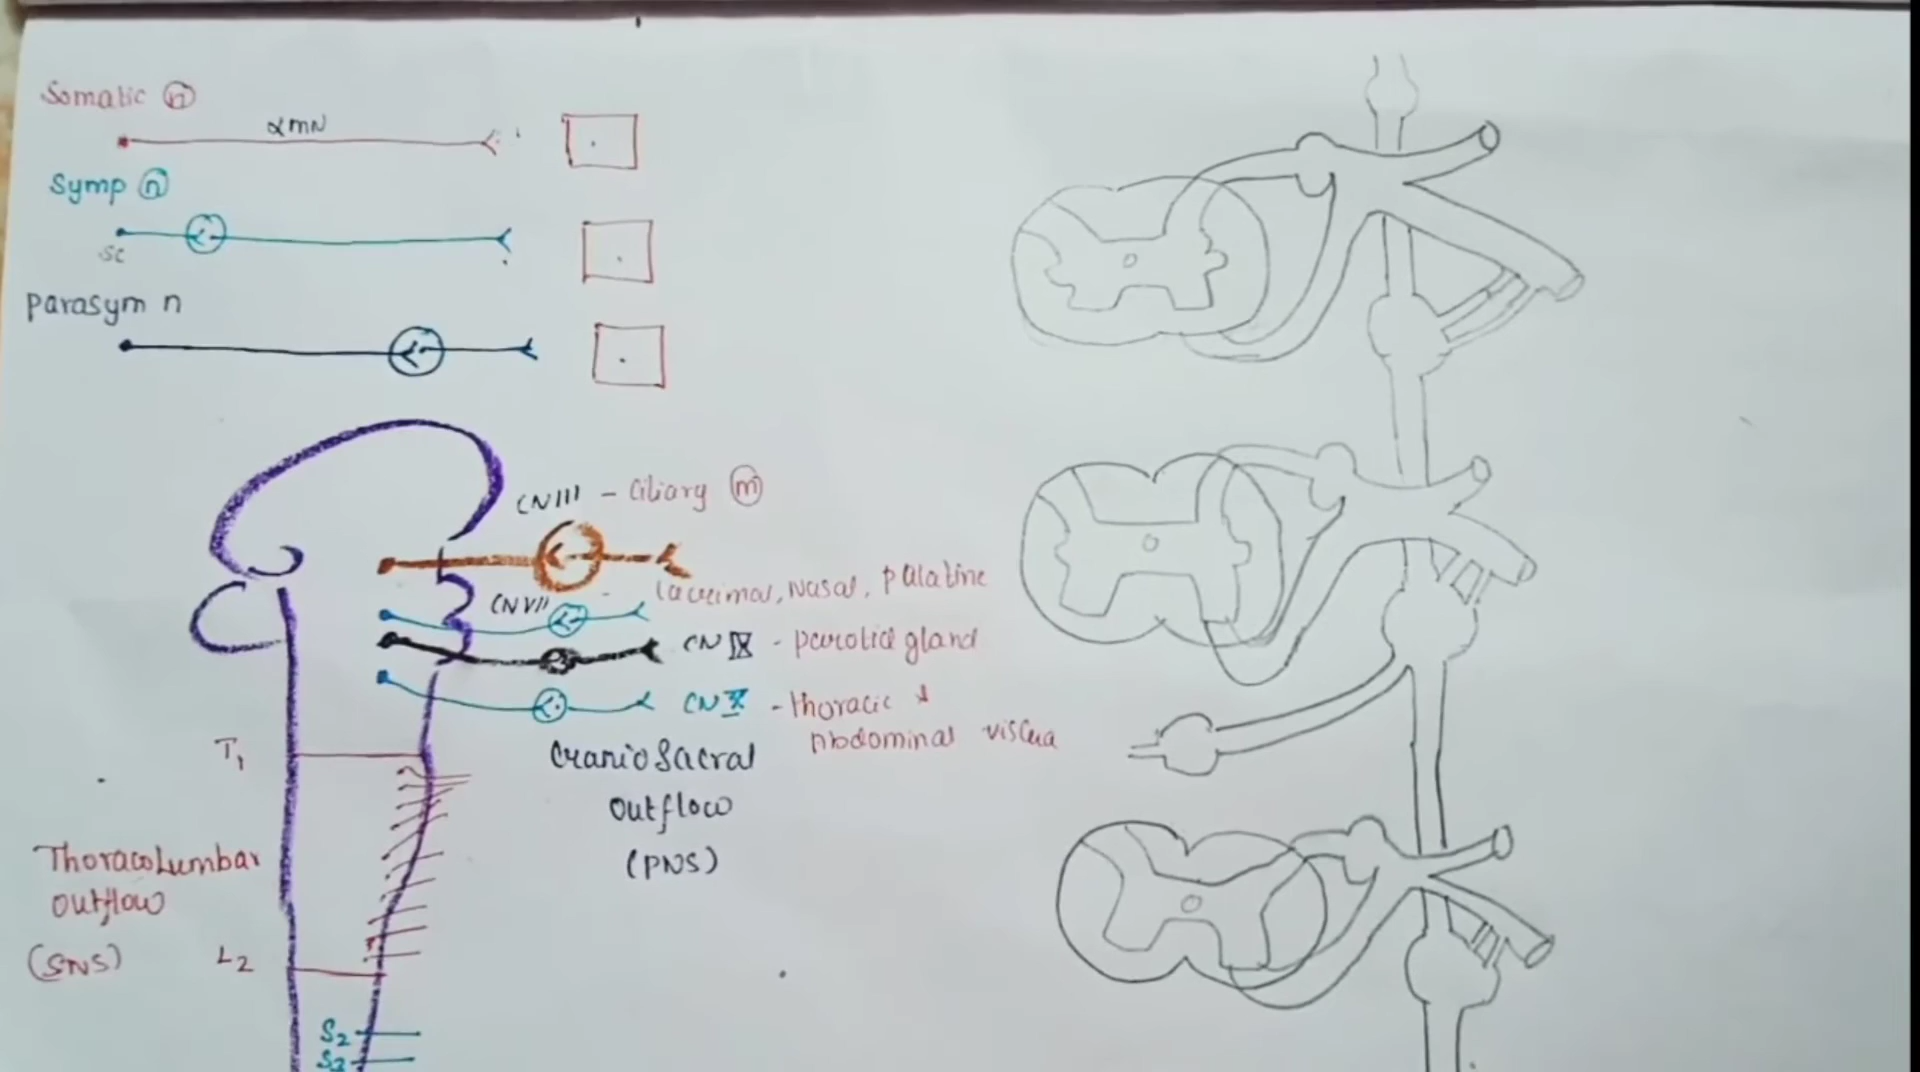 Somatic n
αMN
Symp n
SC
parasym n
CN III - Ciliary m
CN VII
Lacrimal, Nasal, palatine
CN IX - parotid gland
CN X - thoracic &
Abdominal viscera
CranioSacral
outflow
(PNS)
T1
ThoracoLumbar
outflow
(SNS)
L2
S2